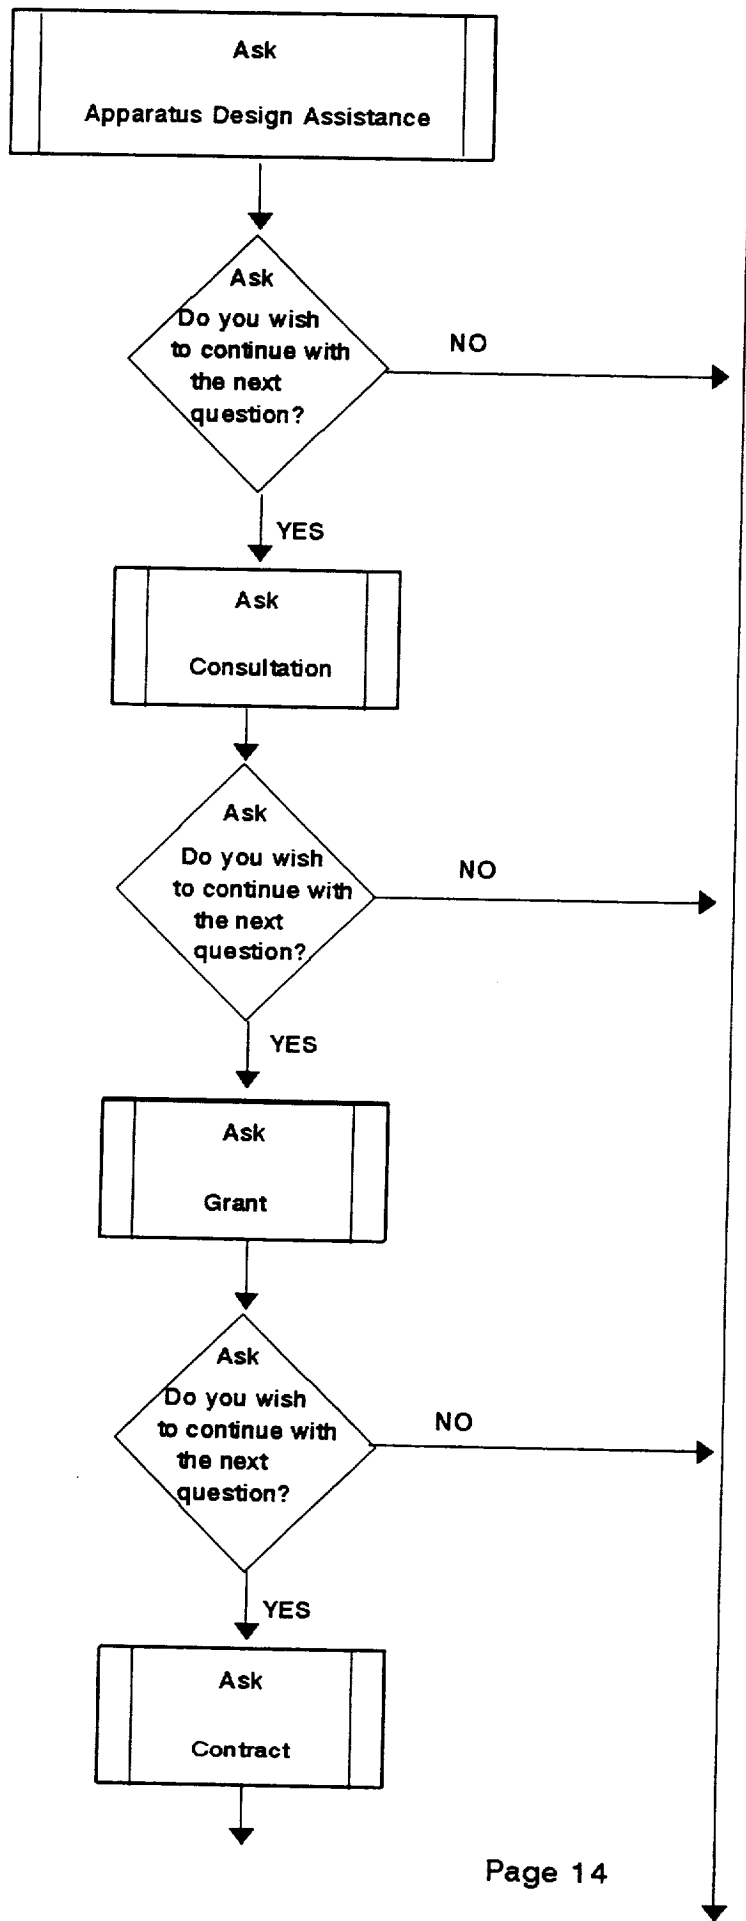 Ask
Apparatus Design Assistance
Ask
Do you wish
to continue with
the next
question?
NO
YES
Ask
Consultation
Ask
Do you wish
to continue with
the next
question?
NO
YES
Ask
Grant
Ask
Do you wish
to continue with
the next
question?
NO
YES
Ask
Contract
Page 14